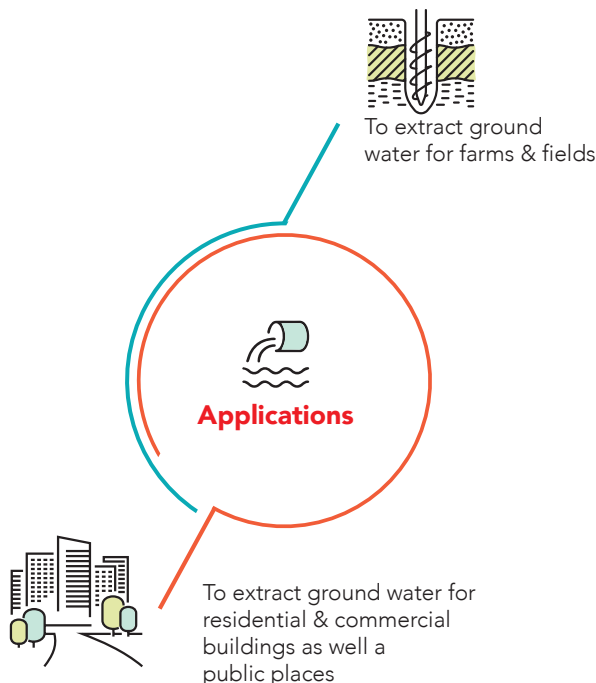 To extract ground
water for farms & fields
Applications
To extract ground water for
residential & commercial
buildings as well a
public places